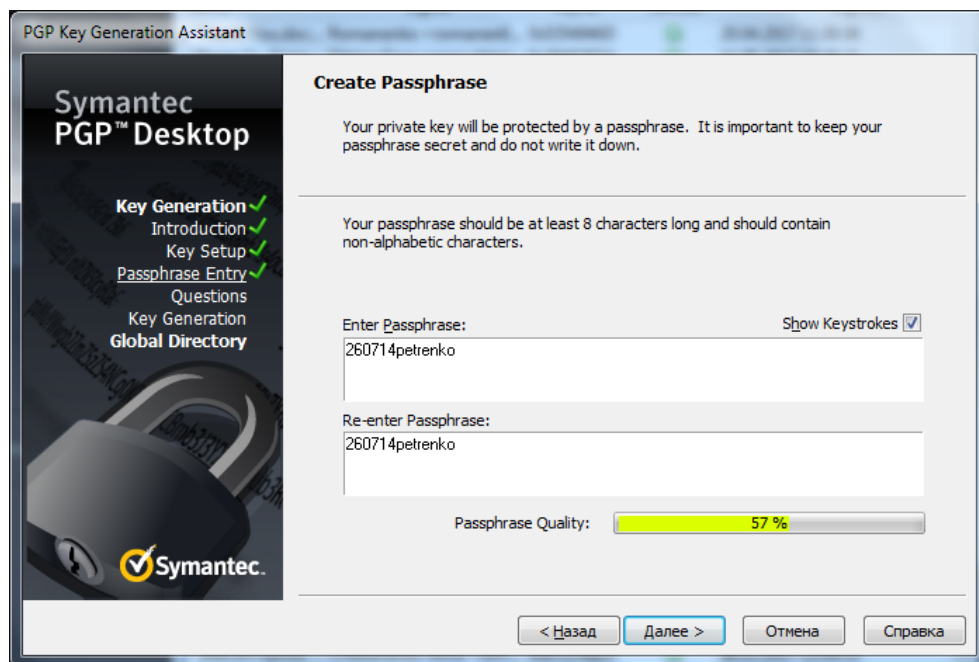 PGP Key Generation Assistant
Symantec
PGP™ Desktop
Key Generation
Introduction
Key Setup
Passphrase Entry
Questions
Key Generation
Global Directory
Symantec.
Create Passphrase
Your private key will be protected by a passphrase. It is important to keep your
passphrase secret and do not write it down.
Your passphrase should be at least 8 characters long and should contain
non-alphabetic characters.
Enter Passphrase:
Show Keystrokes
260714petrenko
Re-enter Passphrase:
260714petrenko
Passphrase Quality:
57 %
< Назад
Далее >
Отмена
Справка